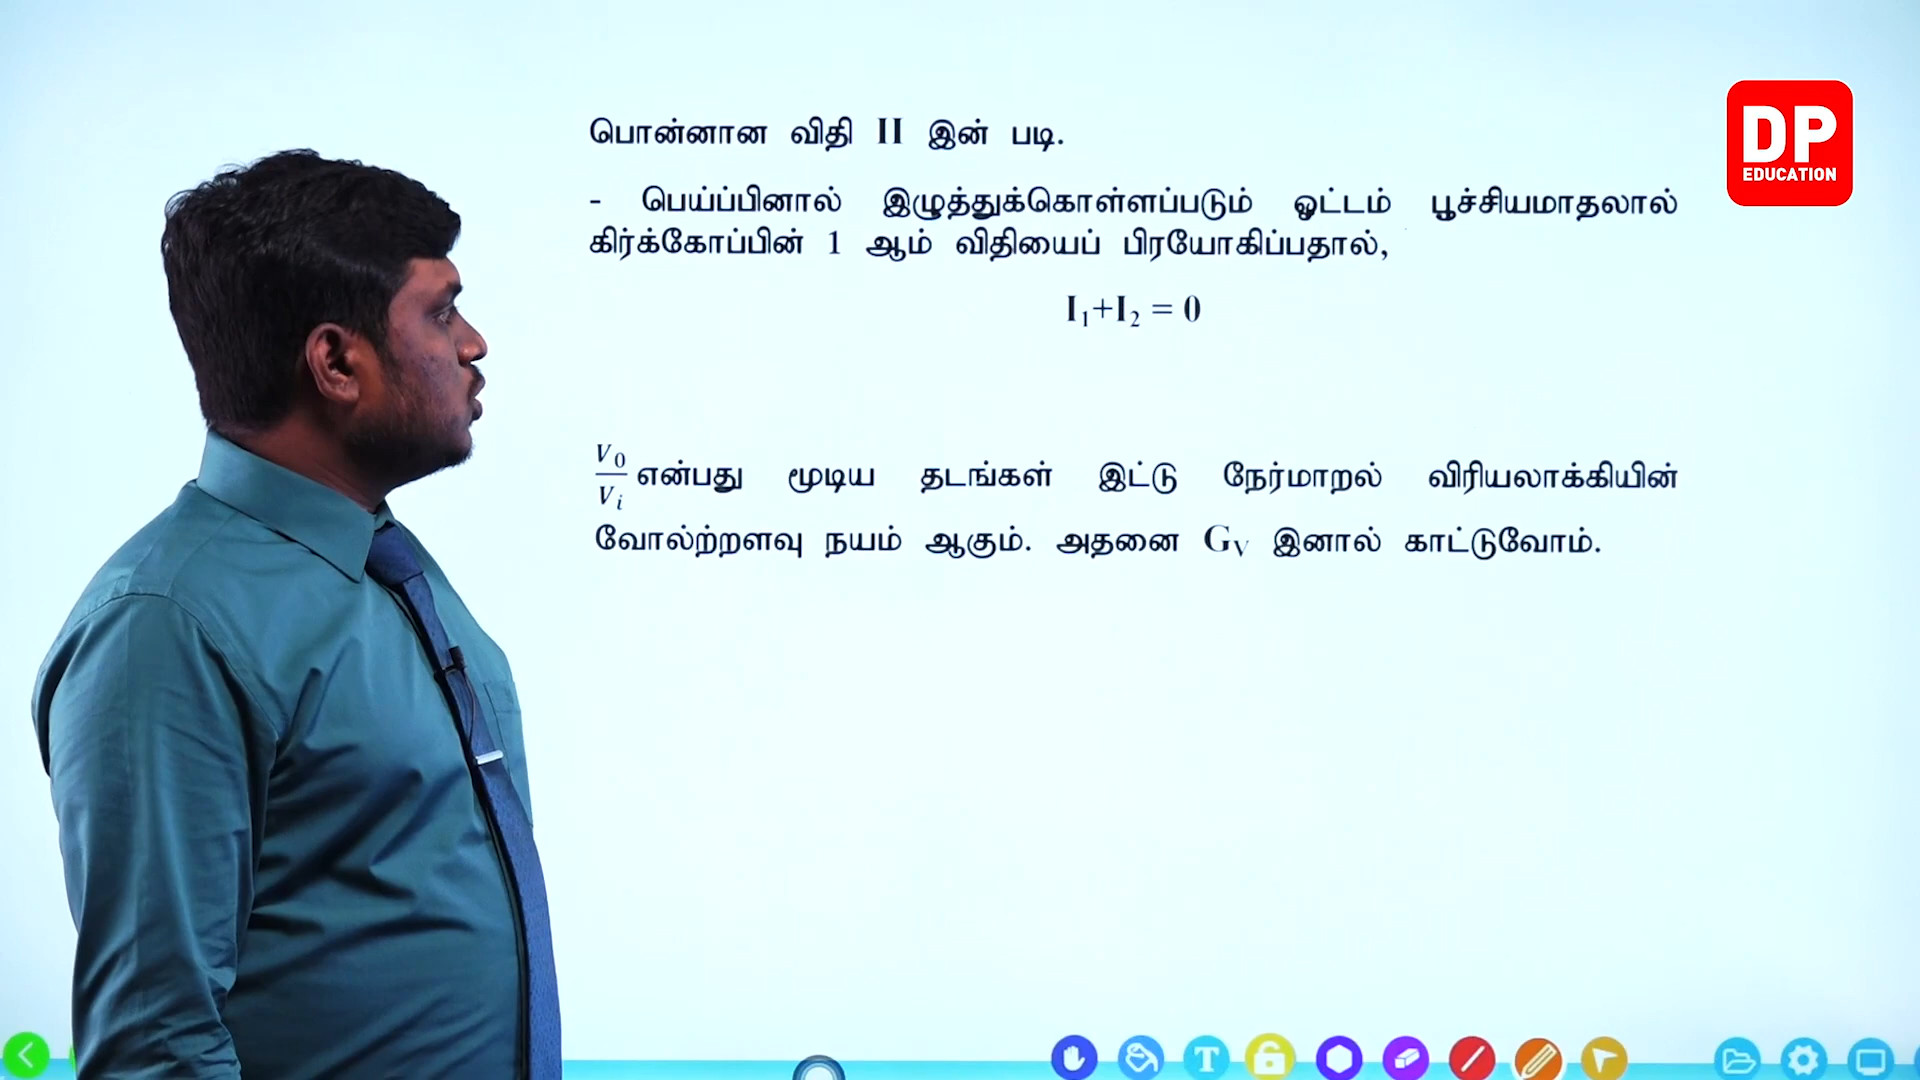 DP
EDUCATION
பொன்னான விதி II இன் படி.
- பெய்ப்பினால் இழுத்துக்கொள்ளப்படும் ஓட்டம் பூச்சியமாதலால்
கிர்க்கோப்பின் 1 ஆம் விதியைப் பிரயோகிப்பதால்,
I₁+I₂ = 0
V₀/Vᵢ என்பது மூடிய தடங்கள் இட்டு நேர்மாறல் விரியலாக்கியின்
வோல்ற்றளவு நயம் ஆகும். அதனை Gᵥ இனால் காட்டுவோம்.
T